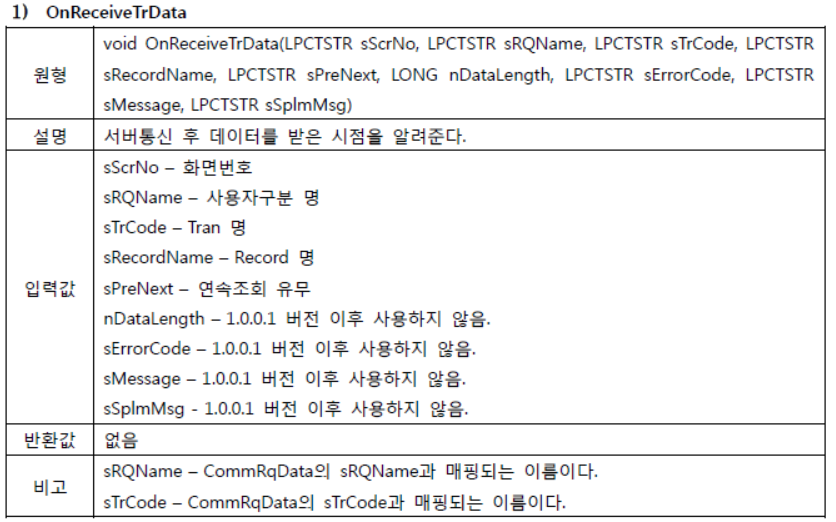 1) OnReceiveTrData
원형
void OnReceiveTrData(LPCTSTR sScrNo, LPCTSTR sRQName, LPCTSTR sTrCode, LPCTSTR
sRecordName, LPCTSTR sPreNext, LONG nDataLength, LPCTSTR sErrorCode, LPCTSTR
sMessage, LPCTSTR sSplmMsg)
설명
서버통신 후 데이터를 받은 시점을 알려준다.
입력값
sScrNo – 화면번호
sRQName – 사용자구분 명
sTrCode – Tran 명
sRecordName – Record 명
sPreNext – 연속조회 유무
nDataLength – 1.0.0.1 버전 이후 사용하지 않음.
sErrorCode – 1.0.0.1 버전 이후 사용하지 않음.
sMessage – 1.0.0.1 버전 이후 사용하지 않음.
sSplmMsg - 1.0.0.1 버전 이후 사용하지 않음.
반환값
없음
비고
sRQName – CommRqData의 sRQName과 매핑되는 이름이다.
sTrCode – CommRqData의 sTrCode과 매핑되는 이름이다.